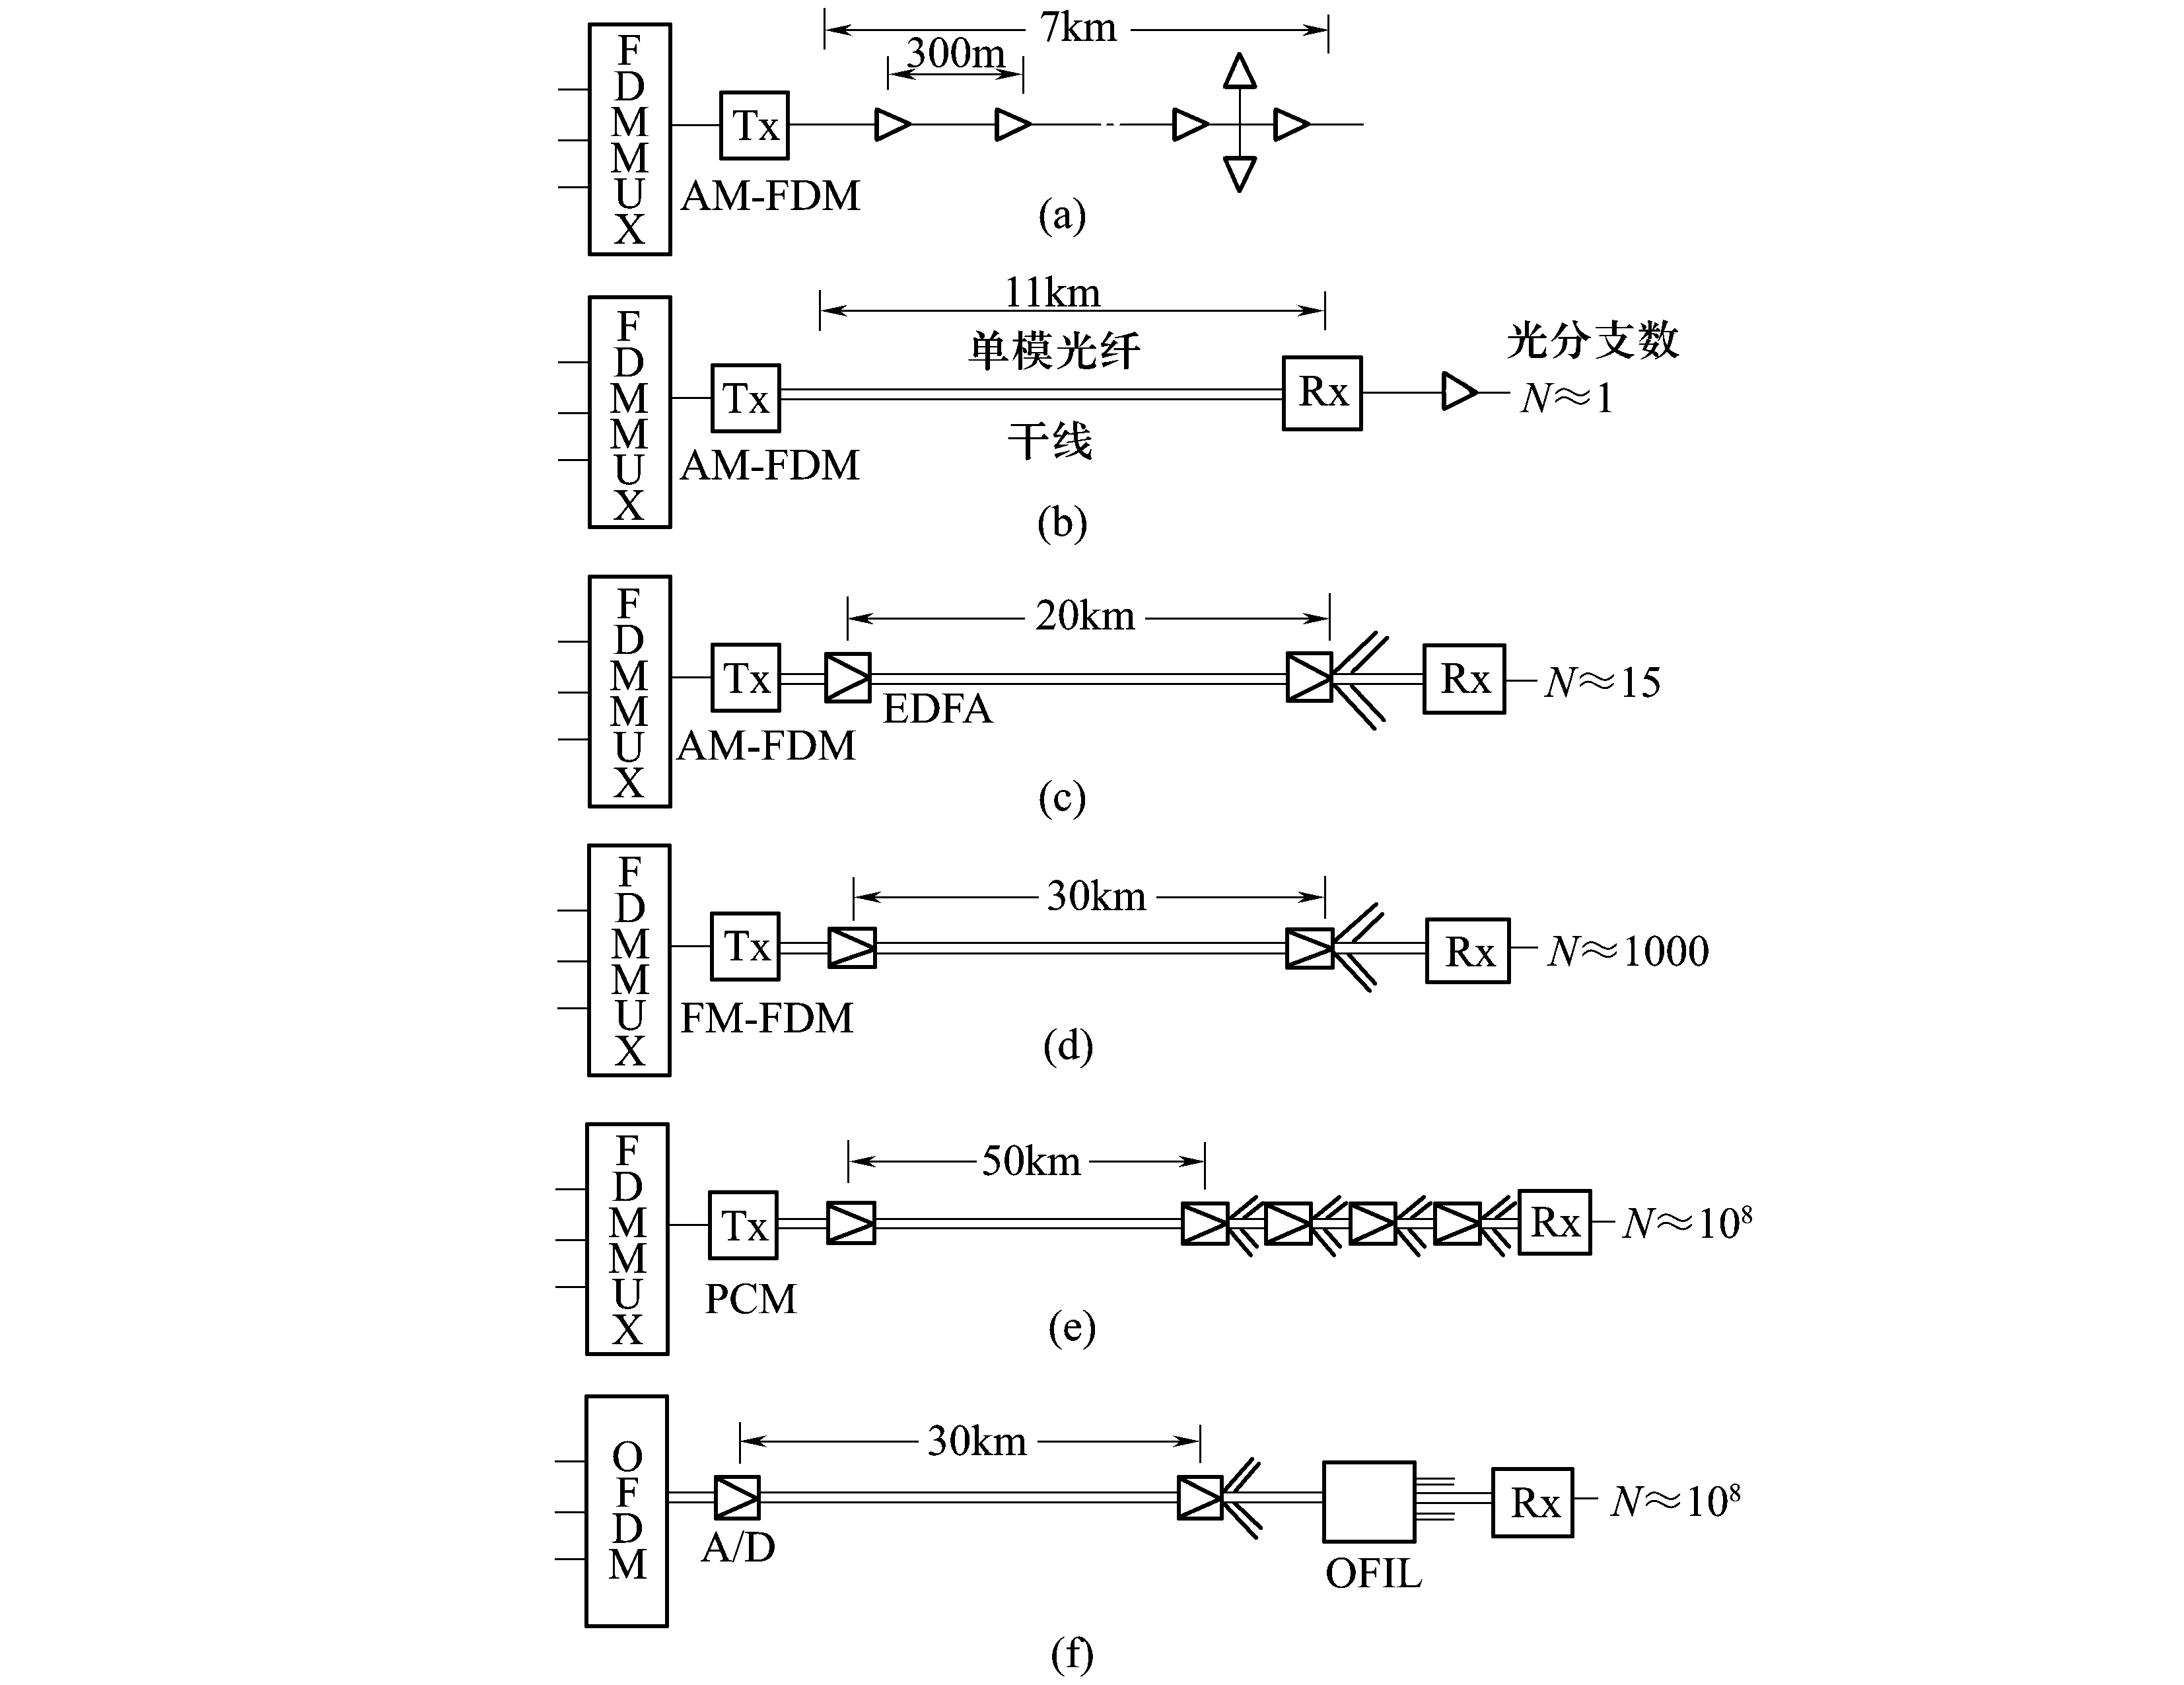 7km
300m
FDMMUX
Tx
AM-FDM
(a)
11km
单模光纤
光分支数
FDMMUX
Tx
Rx
N≈1
干线
AM-FDM
(b)
20km
FDMMUX
Tx
EDFA
Rx
N≈15
AM-FDM
(c)
30km
FDMMUX
Tx
Rx
N≈1000
FM-FDM
(d)
50km
FDMMUX
Tx
Rx
N≈10⁸
PCM
(e)
30km
OFDM
A/D
OFIL
Rx
N≈10⁸
(f)